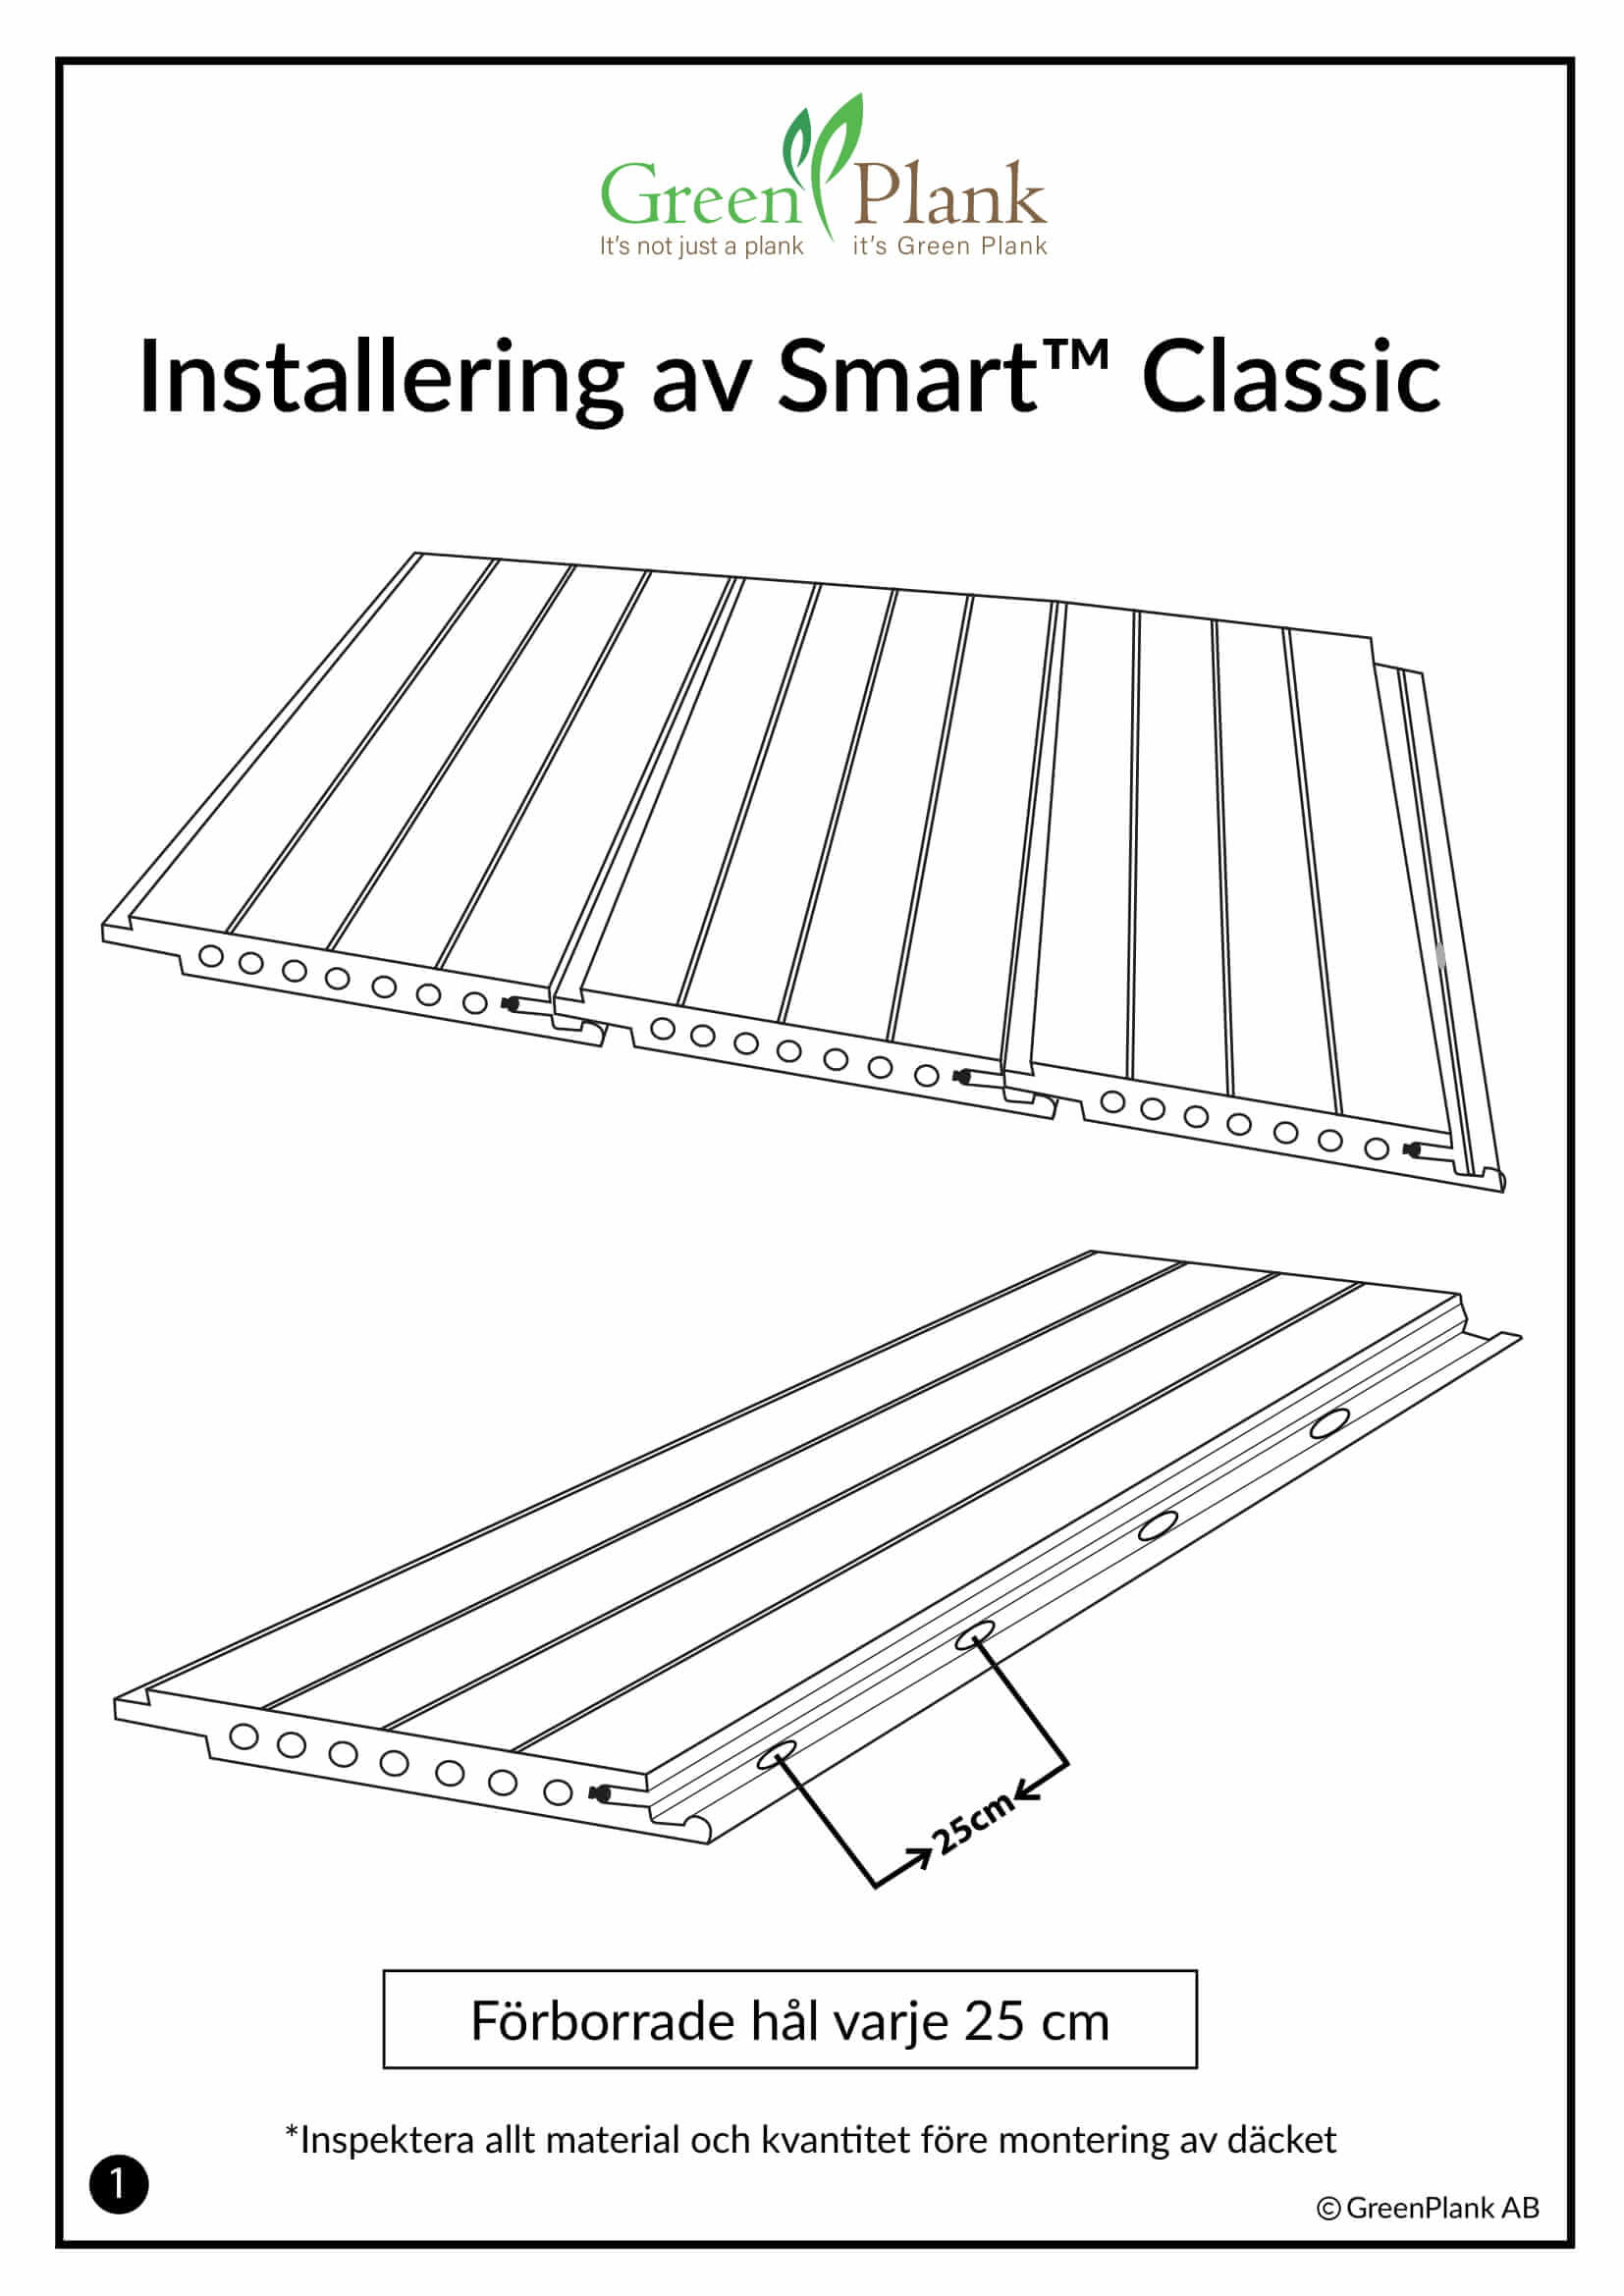 Green Plank
It's not just a plank it's Green Plank
Installering av Smart™ Classic
25cm
Förborrade hål varje 25 cm
*Inspektera allt material och kvantitet före montering av däcket
1
© GreenPlank AB